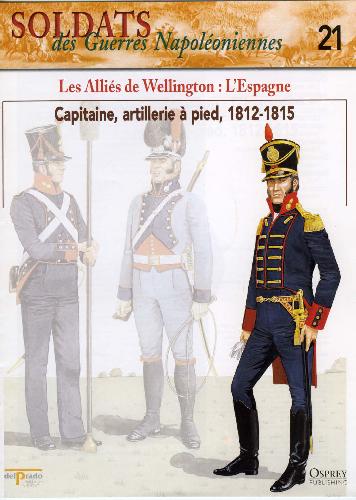 SOLDATS
des Guerres Napoléoniennes
21
Les Alliés de Wellington : L'Espagne
Capitaine, artillerie à pied, 1812-1815
delPrado
OSPREY
PUBLISHING